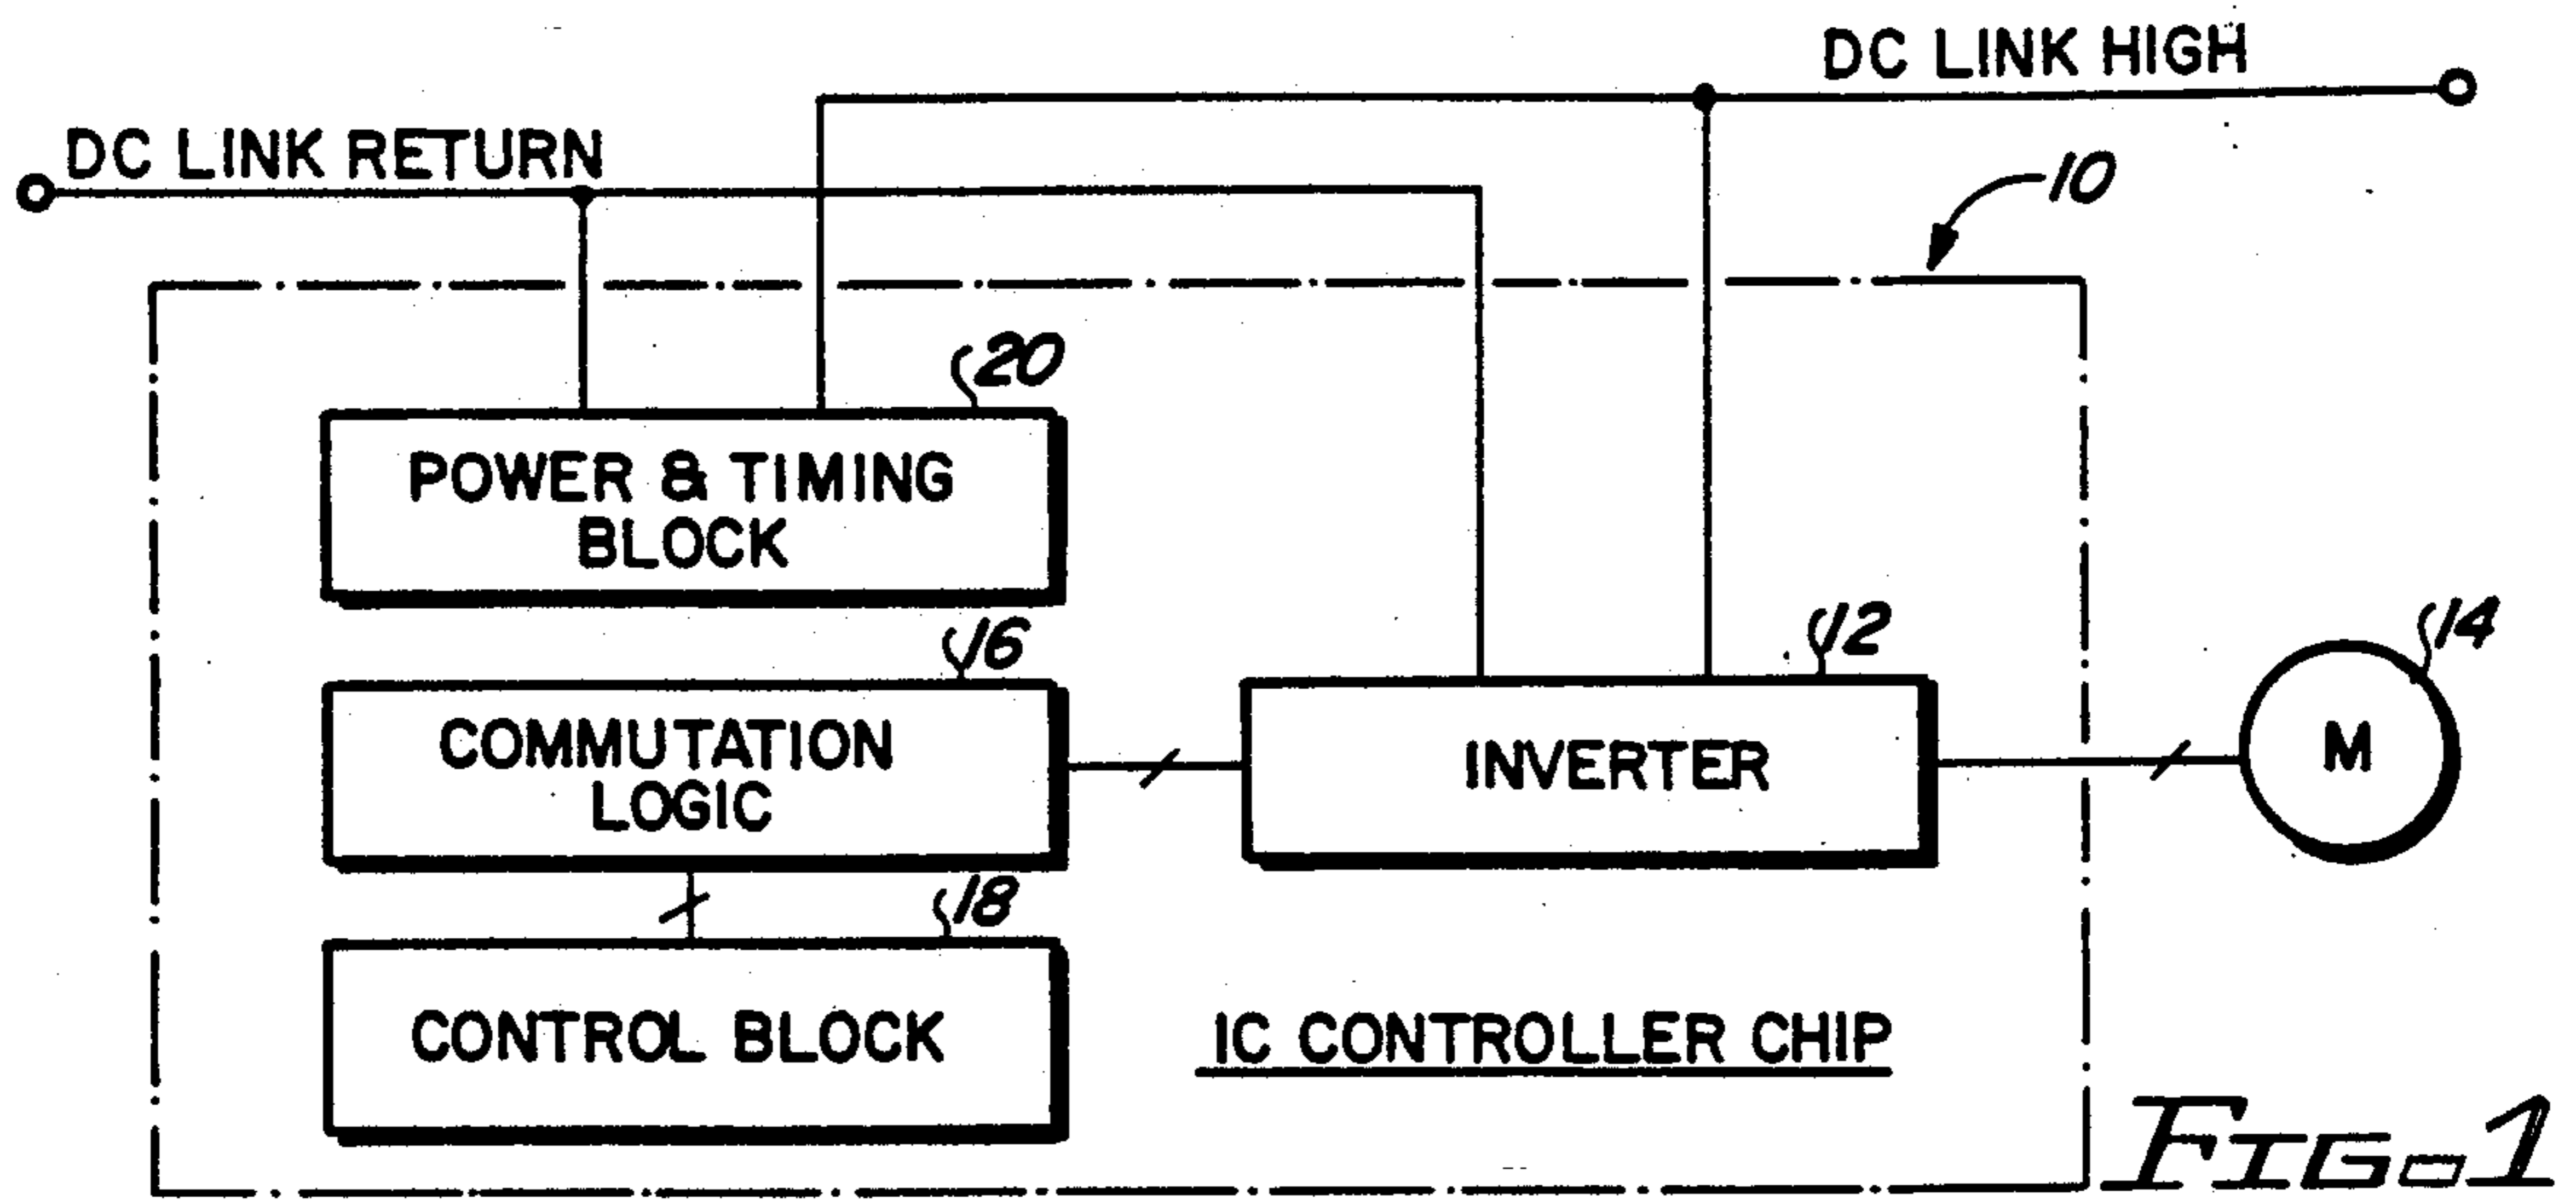 DC LINK HIGH
DC LINK RETURN
10
20
POWER & TIMING
BLOCK
16
12
14
COMMUTATION
LOGIC
INVERTER
M
18
CONTROL BLOCK
IC CONTROLLER CHIP
FIG. 1